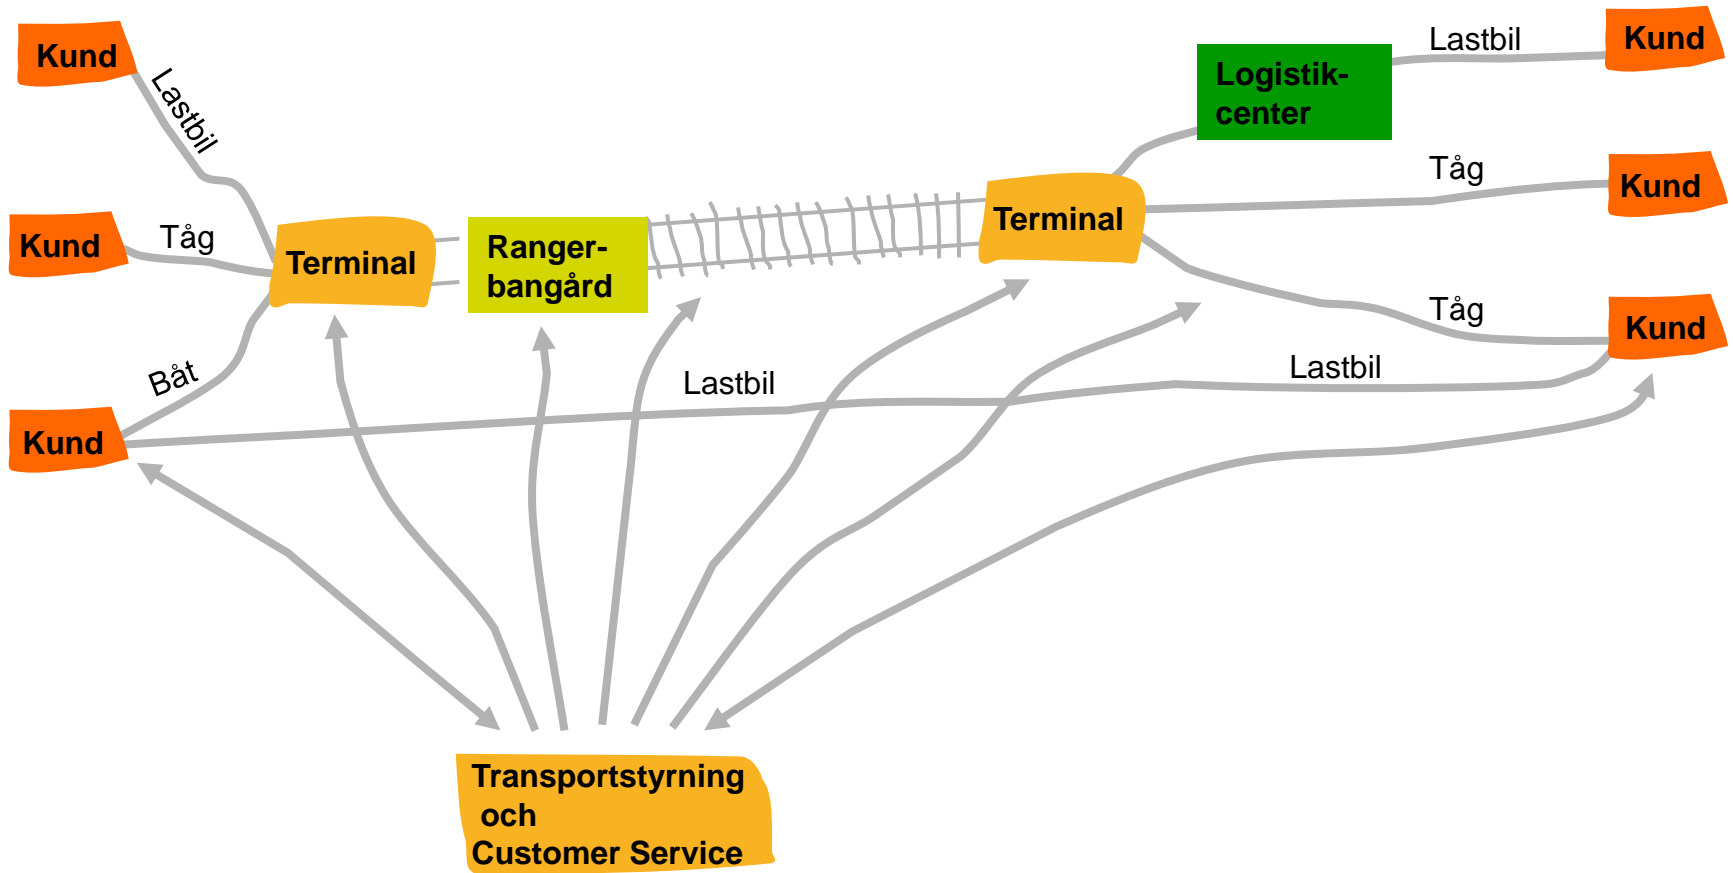 Kund
Lastbil
Logistik-
center
Lastbil
Kund
Kund
Tåg
Terminal
Ranger-
bangård
Terminal
Tåg
Kund
Båt
Kund
Lastbil
Lastbil
Tåg
Kund
Transportstyrning
och
Customer Service